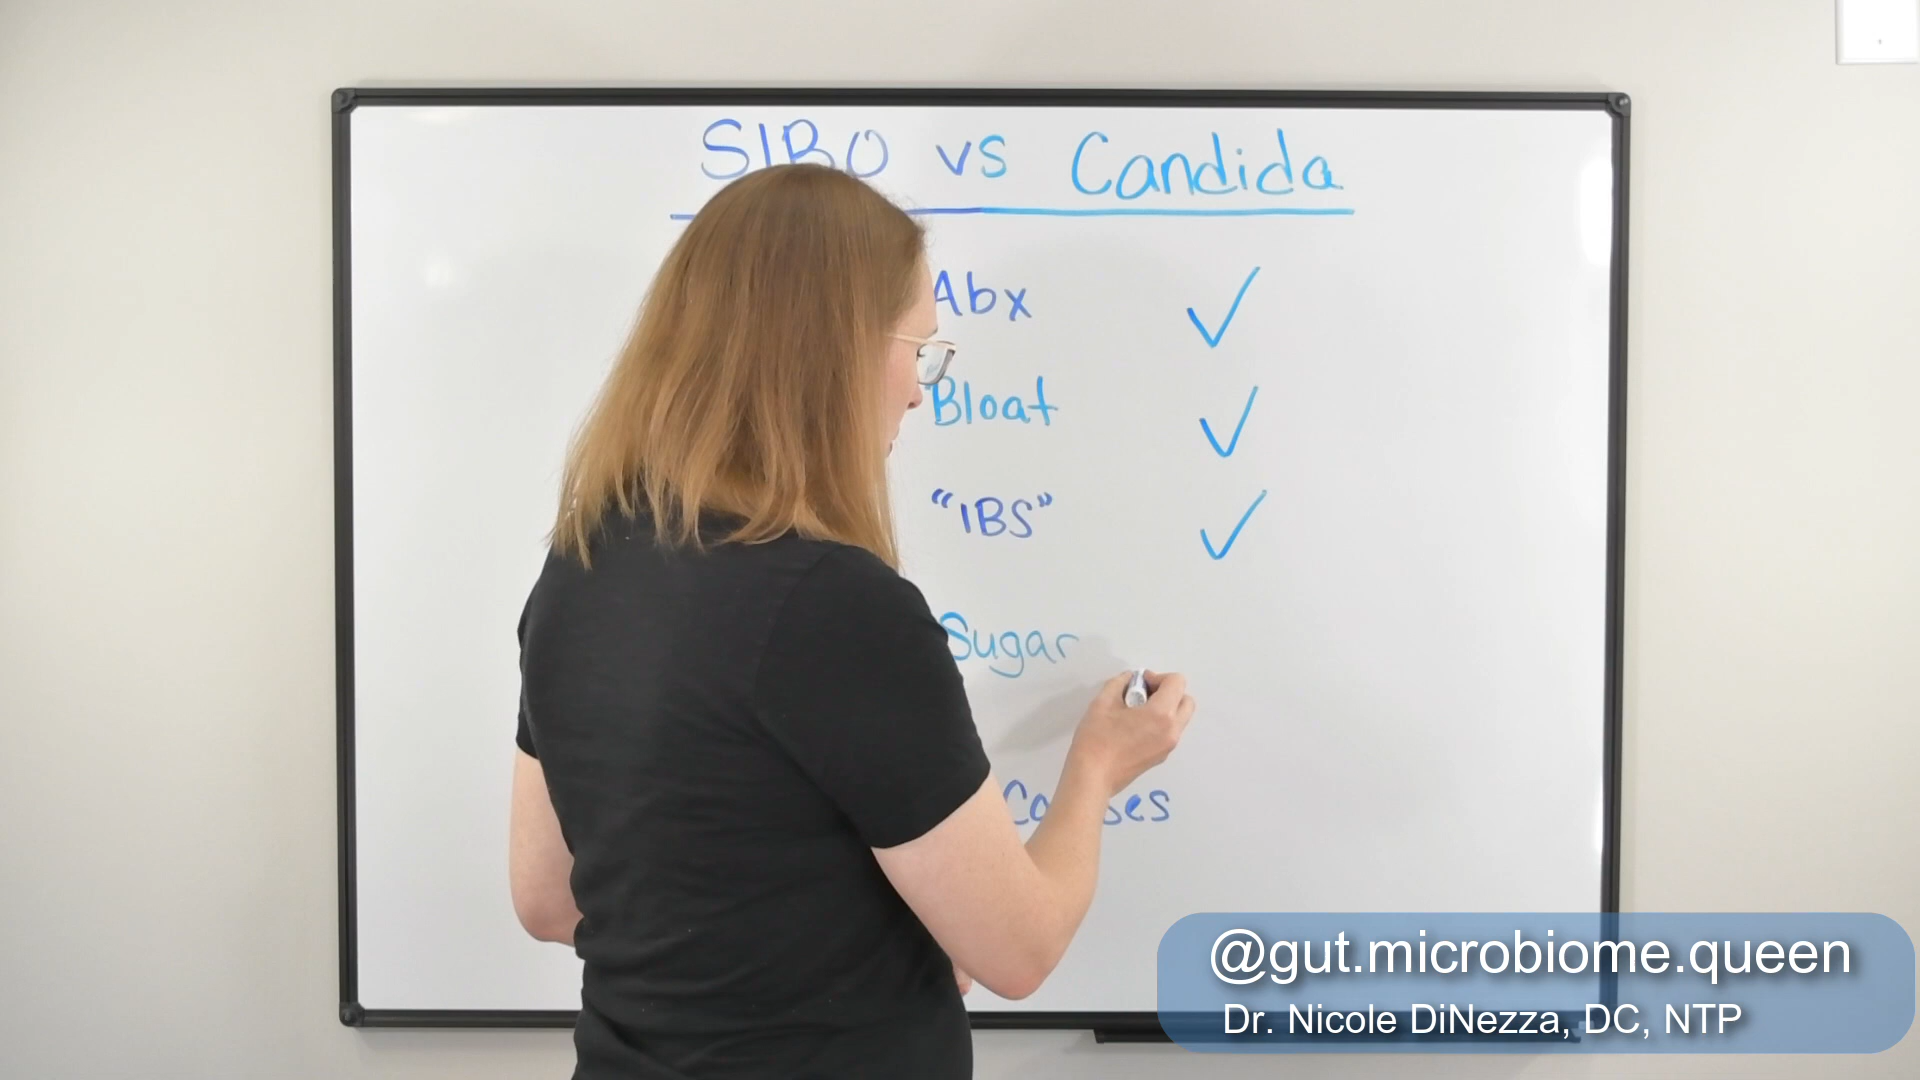 SIBO vs Candida
Abx ✓
Bloat ✓
“IBS” ✓
Sugar
@gut.microbiome.queen
Dr. Nicole DiNezza, DC, NTP